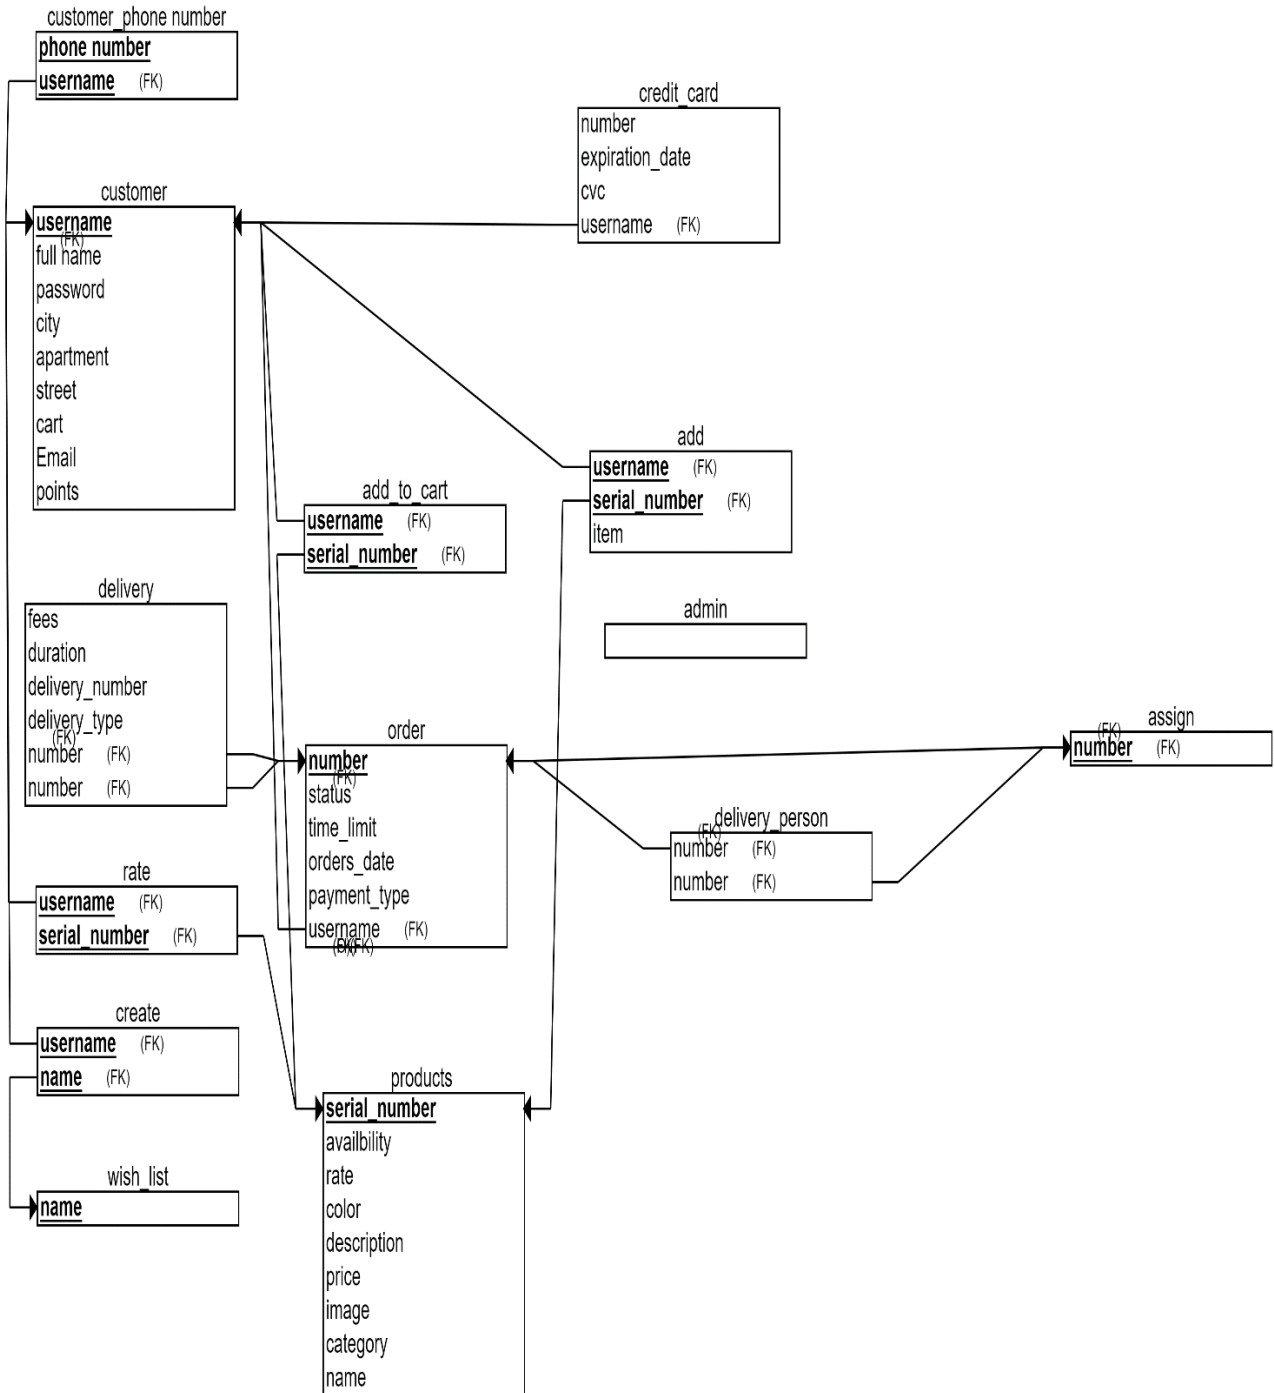 customer_phone number
phone number
username (FK)
credit_card
number
expiration_date
cvc
username (FK)
customer
username
(FK)
full name
password
city
apartment
street
cart
Email
points
add
username (FK)
serial_number (FK)
item
add_to_cart
username (FK)
serial_number (FK)
delivery
fees
duration
delivery_number
delivery_type
(FK)
number (FK)
number (FK)
admin
order
number
(FK)
status
time_limit
orders_date
payment_type
username (FK)
assign
(FK)
number (FK)
delivery_person
(FK)
number (FK)
number (FK)
rate
username (FK)
serial_number (FK)
create
username (FK)
name (FK)
wish_list
name
products
serial_number
availbility
rate
color
description
price
image
category
name